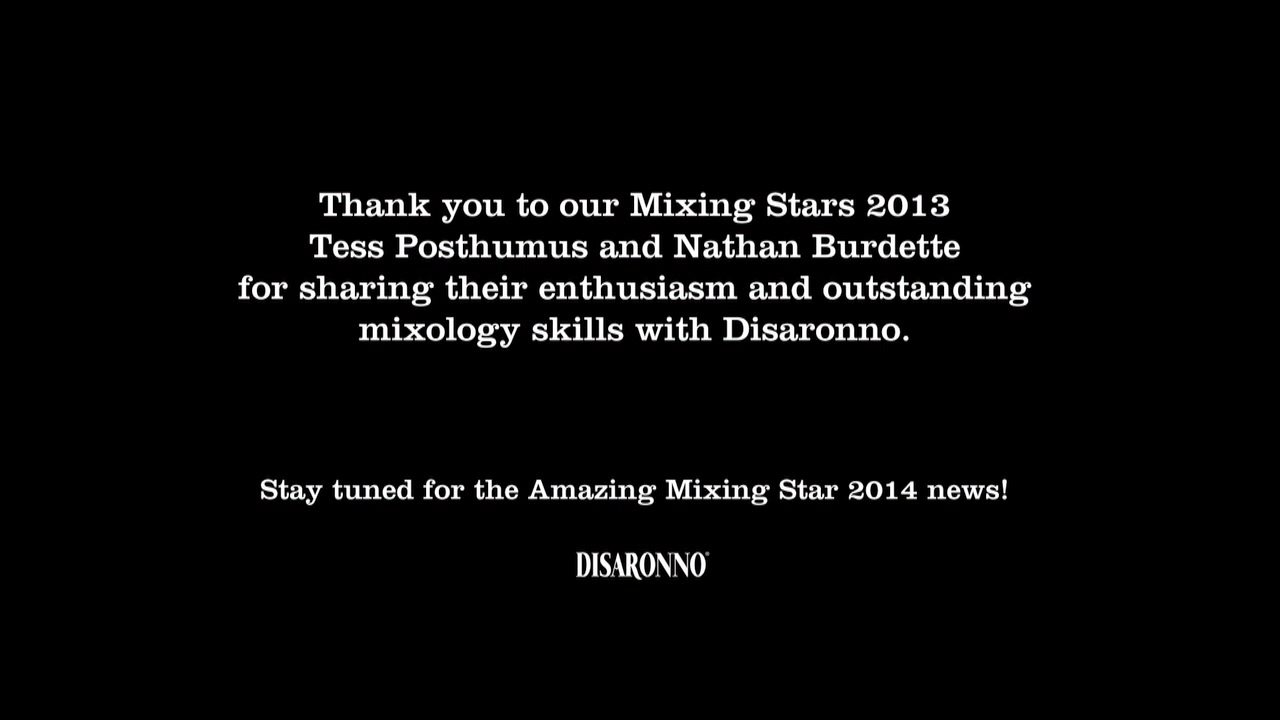 Thank you to our Mixing Stars 2013
Tess Posthumus and Nathan Burdette
for sharing their enthusiasm and outstanding
mixology skills with Disaronno.
Stay tuned for the Amazing Mixing Star 2014 news!
DISARONNO®